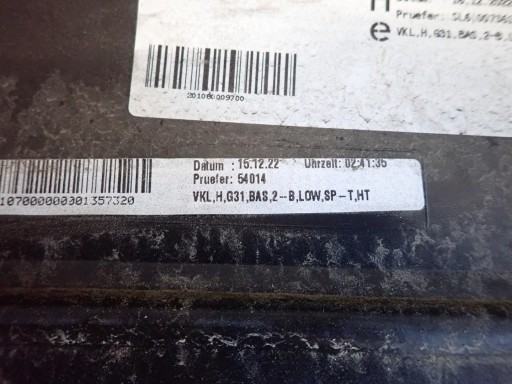 H
e
Pruefer: SL6,
VKL,H,G31,BAS,2-B,
201060009700
Datum : 15.12.22 Uhrzeit: 02:41:35
Pruefer: 54014
VKL,H,G31,BAS,2--B,LOW,SP-T,HT
107000000001357320